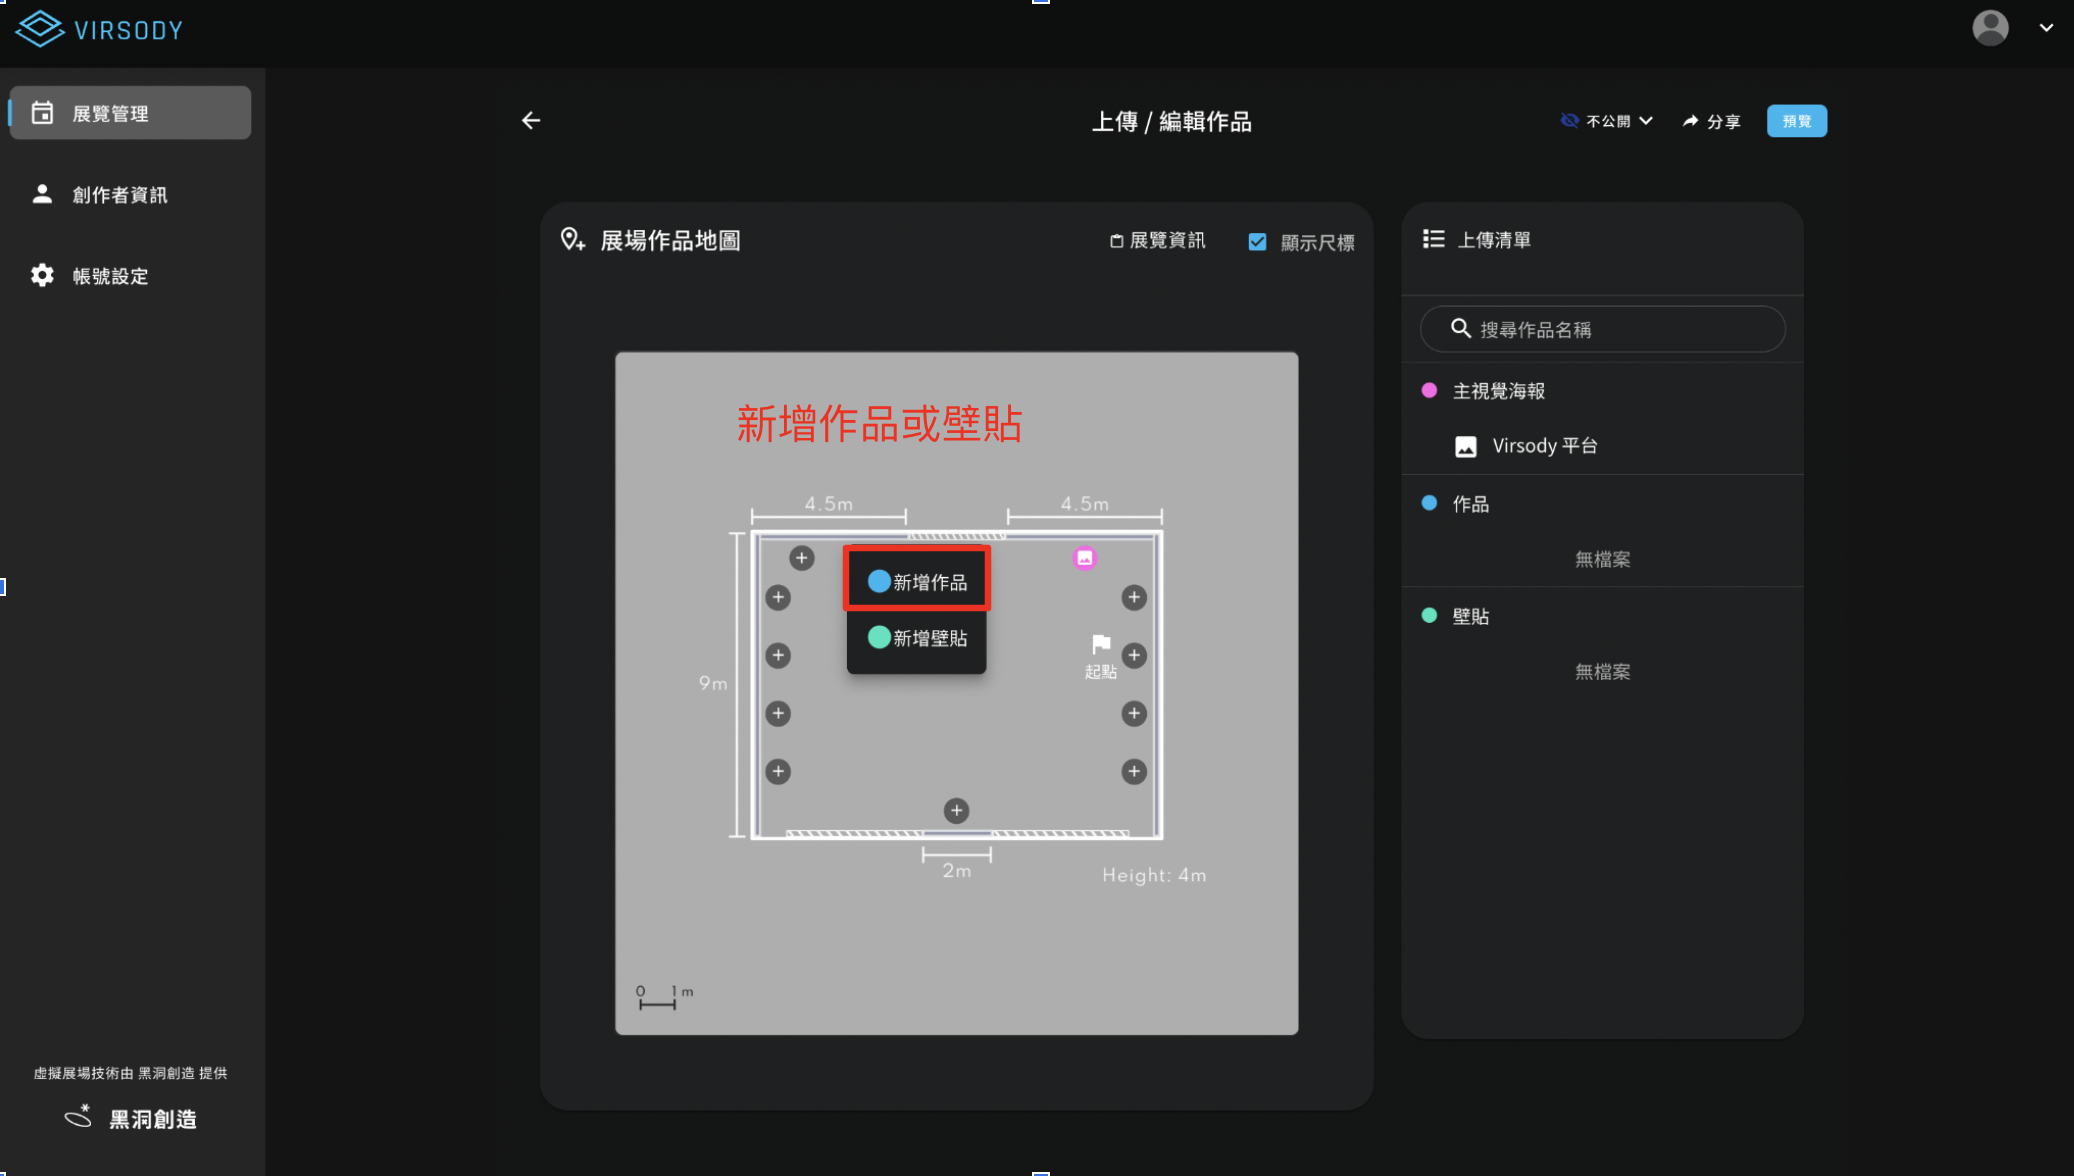 VIRSODY
展覽管理
創作者資訊
帳號設定
上傳 / 編輯作品
不公開
分享
預覽
展場作品地圖
展覽資訊
顯示尺標
新增作品或壁貼
4.5m
4.5m
新增作品
新增壁貼
起點
9m
2m
Height: 4m
0 1 m
上傳清單
搜尋作品名稱
主視覺海報
Virsody 平台
作品
無檔案
壁貼
無檔案
虛擬展場技術由 黑洞創造 提供
黑洞創造